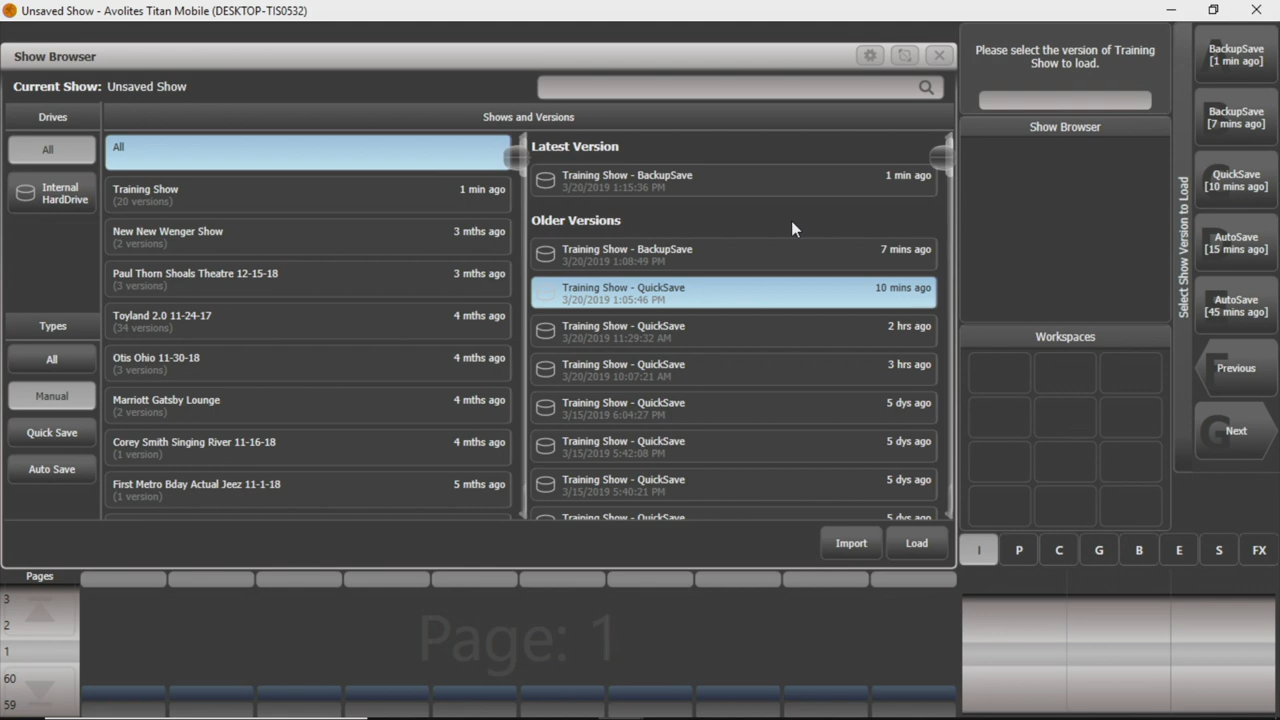 Unsaved Show - Avolites Titan Mobile (DESKTOP-TIS0532)
Show Browser
Current Show: Unsaved Show
Drives
All
Internal
HardDrive
Types
All
Manual
Quick Save
Auto Save
Shows and Versions
All
Training Show 1 min ago
(20 versions)
New New Wenger Show 3 mths ago
(2 versions)
Paul Thorn Shoals Theatre 12-15-18 3 mths ago
(3 versions)
Toyland 2.0 11-24-17 4 mths ago
(34 versions)
Otis Ohio 11-30-18 4 mths ago
(3 versions)
Marriott Gatsby Lounge 4 mths ago
(2 versions)
Corey Smith Singing River 11-16-18 4 mths ago
(1 version)
First Metro Bday Actual Jeez 11-1-18 5 mths ago
(1 version)
Latest Version
Training Show - BackupSave 1 min ago
3/20/2019 1:15:36 PM
Older Versions
Training Show - BackupSave 7 mins ago
3/20/2019 1:08:49 PM
Training Show - QuickSave 10 mins ago
3/20/2019 1:05:46 PM
Training Show - QuickSave 2 hrs ago
3/20/2019 11:29:32 AM
Training Show - QuickSave 3 hrs ago
3/20/2019 10:07:21 AM
Training Show - QuickSave 5 dys ago
3/15/2019 6:04:27 PM
Training Show - QuickSave 5 dys ago
3/15/2019 5:42:08 PM
Training Show - QuickSave 5 dys ago
3/15/2019 5:40:21 PM
Training Show - QuickSave 5 dys ago
Import
Load
Please select the version of Training
Show to load.
Show Browser
Workspaces
Select Show Version to Load
A
BackupSave
[1 min ago]
B
BackupSave
[7 mins ago]
C
QuickSave
[10 mins ago]
D
AutoSave
[15 mins ago]
E
AutoSave
[45 mins ago]
F
Previous
G
Next
I P C G B E S FX
Pages
3
2
1
60
59
Page: 1